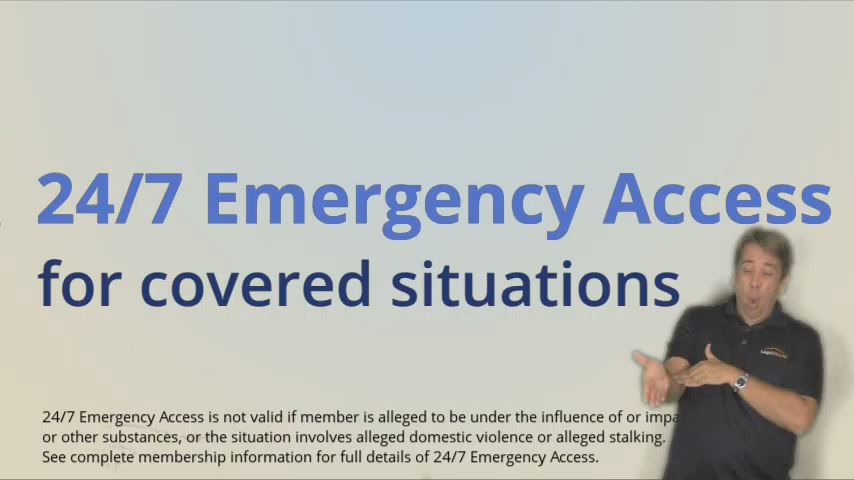 24/7 Emergency Access
for covered situations
24/7 Emergency Access is not valid if member is alleged to be under the influence of or
or other substances, or the situation involves alleged domestic violence or alleged stalking.
See complete membership information for full details of 24/7 Emergency Access.